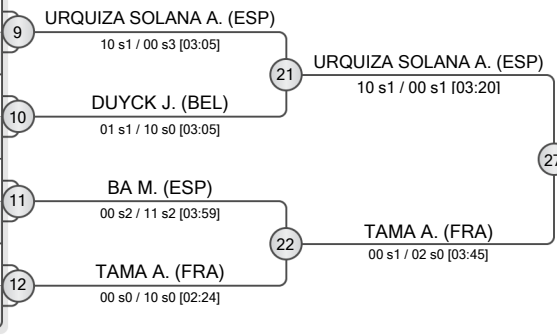 9
URQUIZA SOLANA A. (ESP)
10 s1 / 00 s3 [03:05]
21
URQUIZA SOLANA A. (ESP)
10 s1 / 00 s1 [03:20]
10
DUYCK J. (BEL)
01 s1 / 10 s0 [03:05]
27
11
BA M. (ESP)
00 s2 / 11 s2 [03:59]
22
TAMA A. (FRA)
00 s1 / 02 s0 [03:45]
12
TAMA A. (FRA)
00 s0 / 10 s0 [02:24]